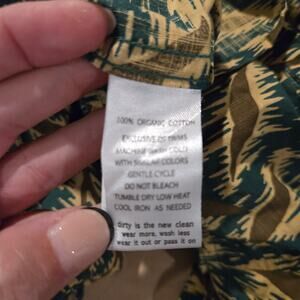 100% ORGANIC COTTON
EXCLUSIVE OF TRIMS
MACHINE WASH COLD
WITH SIMILAR COLORS
GENTLE CYCLE
DO NOT BLEACH
TUMBLE DRY LOW HEAT
COOL IRON AS NEEDED
dirty is the new clean
wear more, wash less
wear it out or pass it on